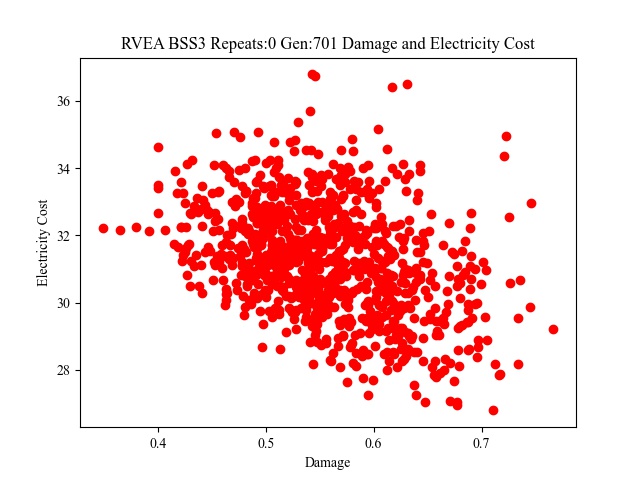 RVEA BSS3 Repeats:0 Gen:701 Damage and Electricity Cost
Electricity Cost
36
34
32
30
28
0.4 0.5 0.6 0.7
Damage